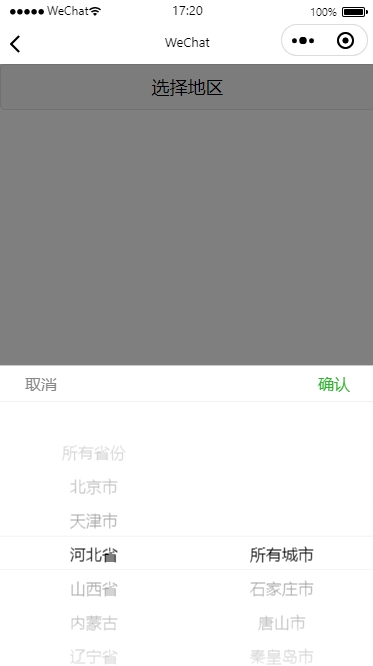 WeChat 17:20 100%
WeChat
选择地区
取消 确认
所有省份
北京市
天津市
河北省 所有城市
山西省 石家庄市
内蒙古 唐山市
辽宁省 秦皇岛市